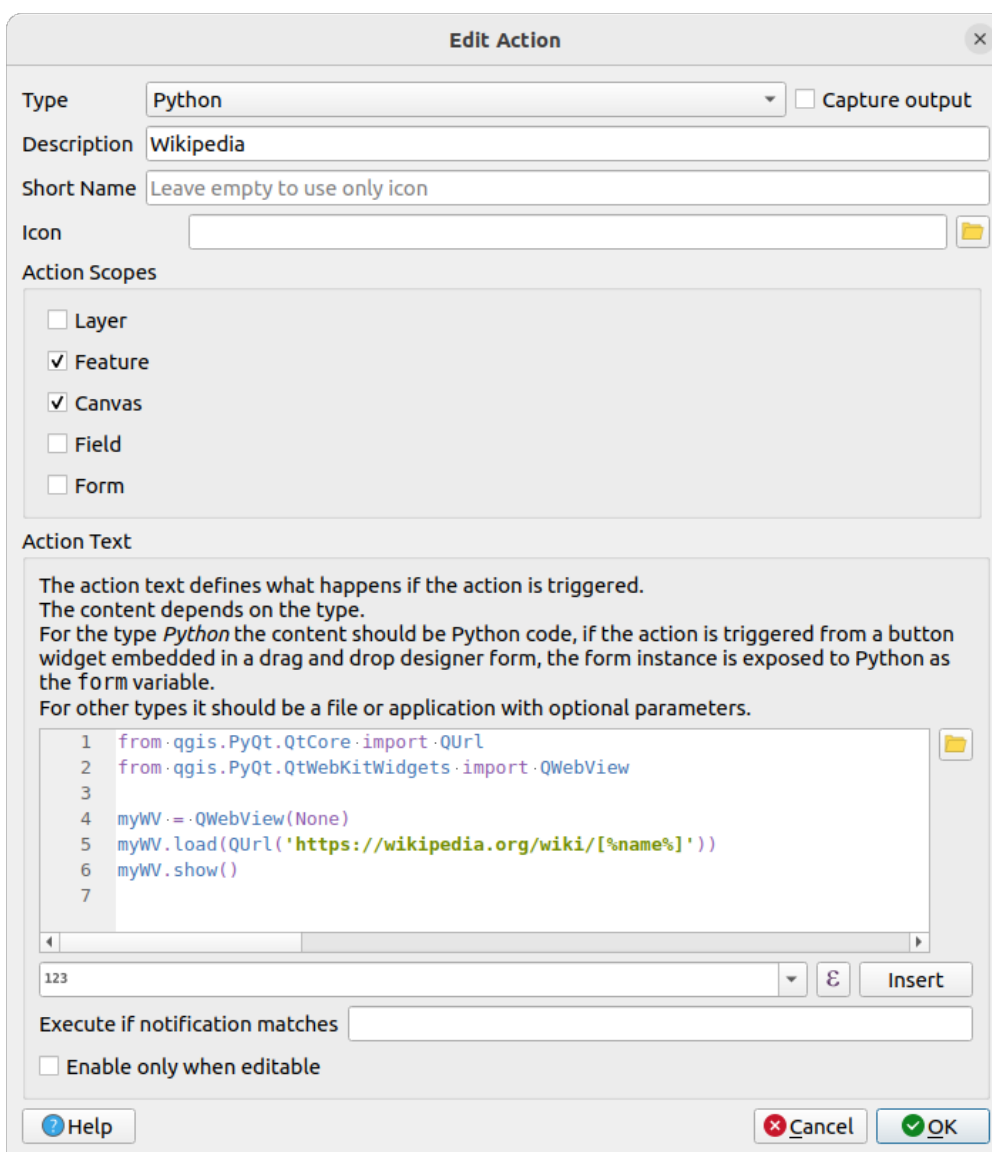 Edit Action
Type Python Capture output
Description Wikipedia
Short Name Leave empty to use only icon
Icon
Action Scopes
Layer
Feature
Canvas
Field
Form
Action Text
The action text defines what happens if the action is triggered.
The content depends on the type.
For the type Python the content should be Python code, if the action is triggered from a button
widget embedded in a drag and drop designer form, the form instance is exposed to Python as
the form variable.
For other types it should be a file or application with optional parameters.
1 from·qgis.PyQt.QtCore·import·QUrl
2 from·qgis.PyQt.QtWebKitWidgets·import·QWebView
3
4 myWV·=·QWebView(None)
5 myWV.load(QUrl('https://wikipedia.org/wiki/[%name%]'))
6 myWV.show()
7
123 ε Insert
Execute if notification matches
Enable only when editable
? Help Cancel OK